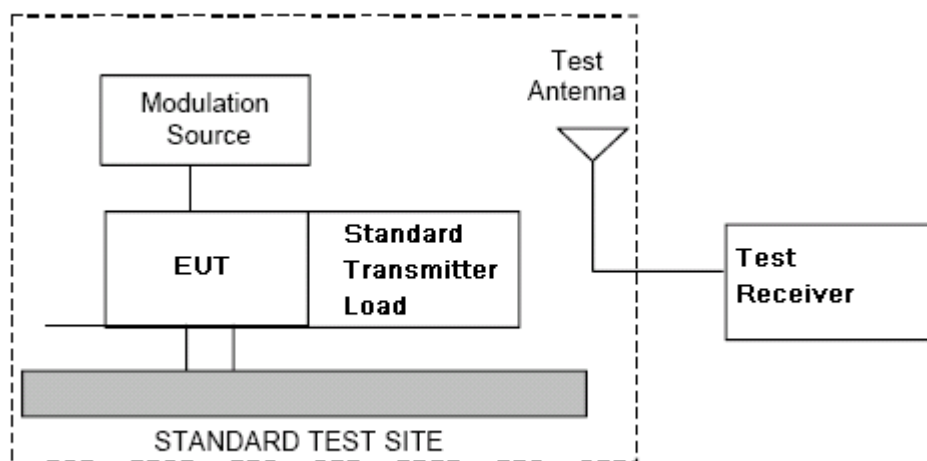 Modulation
Source
Test
Antenna
EUT
Standard
Transmitter
Load
Test
Receiver
STANDARD TEST SITE